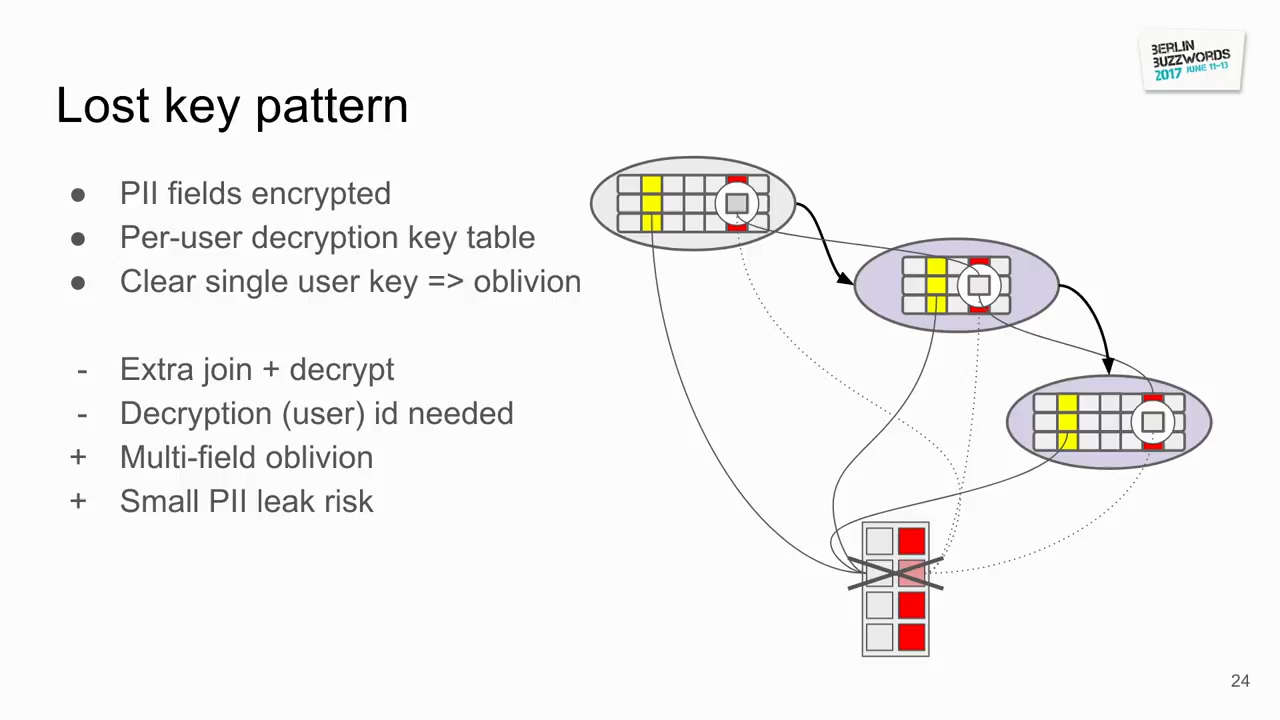 BERLIN
BUZZWORDS
2017 JUNE 11-13
Lost key pattern
● PII fields encrypted
● Per-user decryption key table
● Clear single user key => oblivion
- Extra join + decrypt
- Decryption (user) id needed
+ Multi-field oblivion
+ Small PII leak risk
24